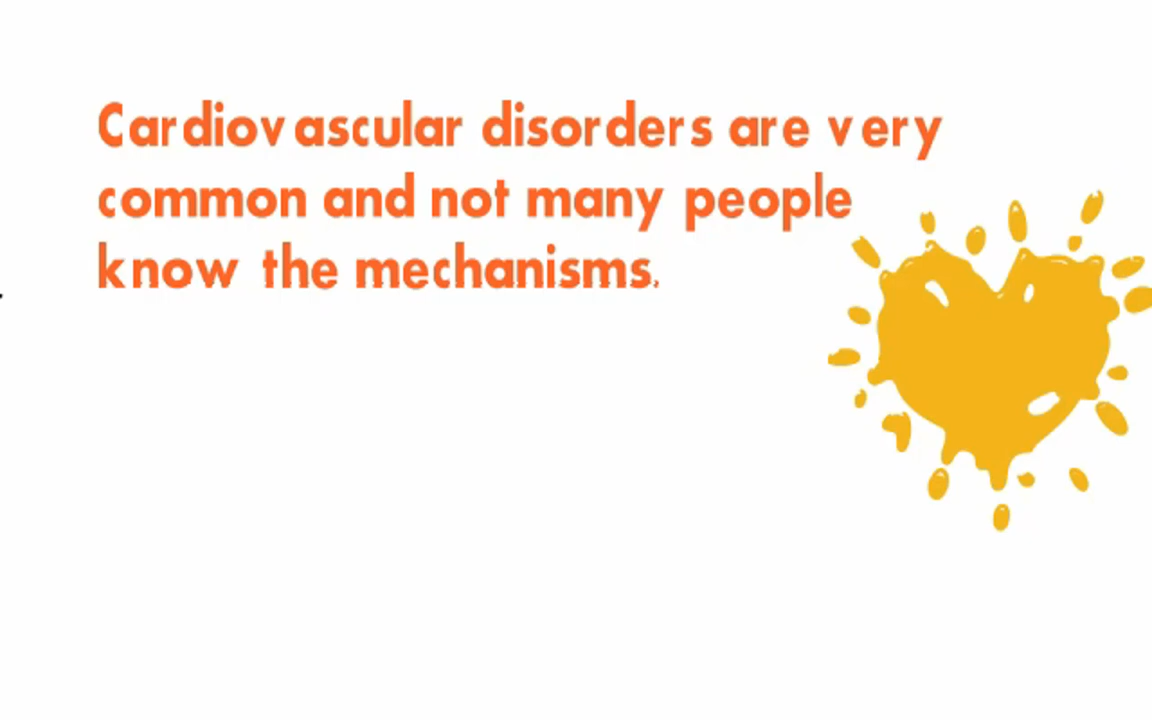 Cardiovascular disorders are very
common and not many people
know the mechanisms.